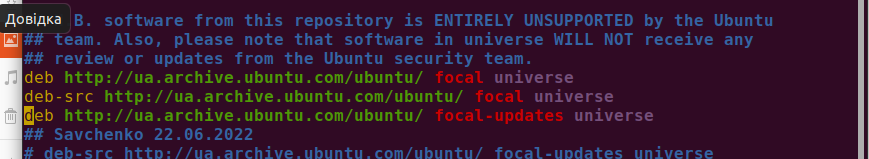 Довідка
B. software from this repository is ENTIRELY UNSUPPORTED by the Ubuntu
## team. Also, please note that software in universe WILL NOT receive any
## review or updates from the Ubuntu security team.
deb http://ua.archive.ubuntu.com/ubuntu/ focal universe
deb-src http://ua.archive.ubuntu.com/ubuntu/ focal universe
deb http://ua.archive.ubuntu.com/ubuntu/ focal-updates universe
## Savchenko 22.06.2022
# deb-src http://ua.archive.ubuntu.com/ubuntu/ focal-updates universe